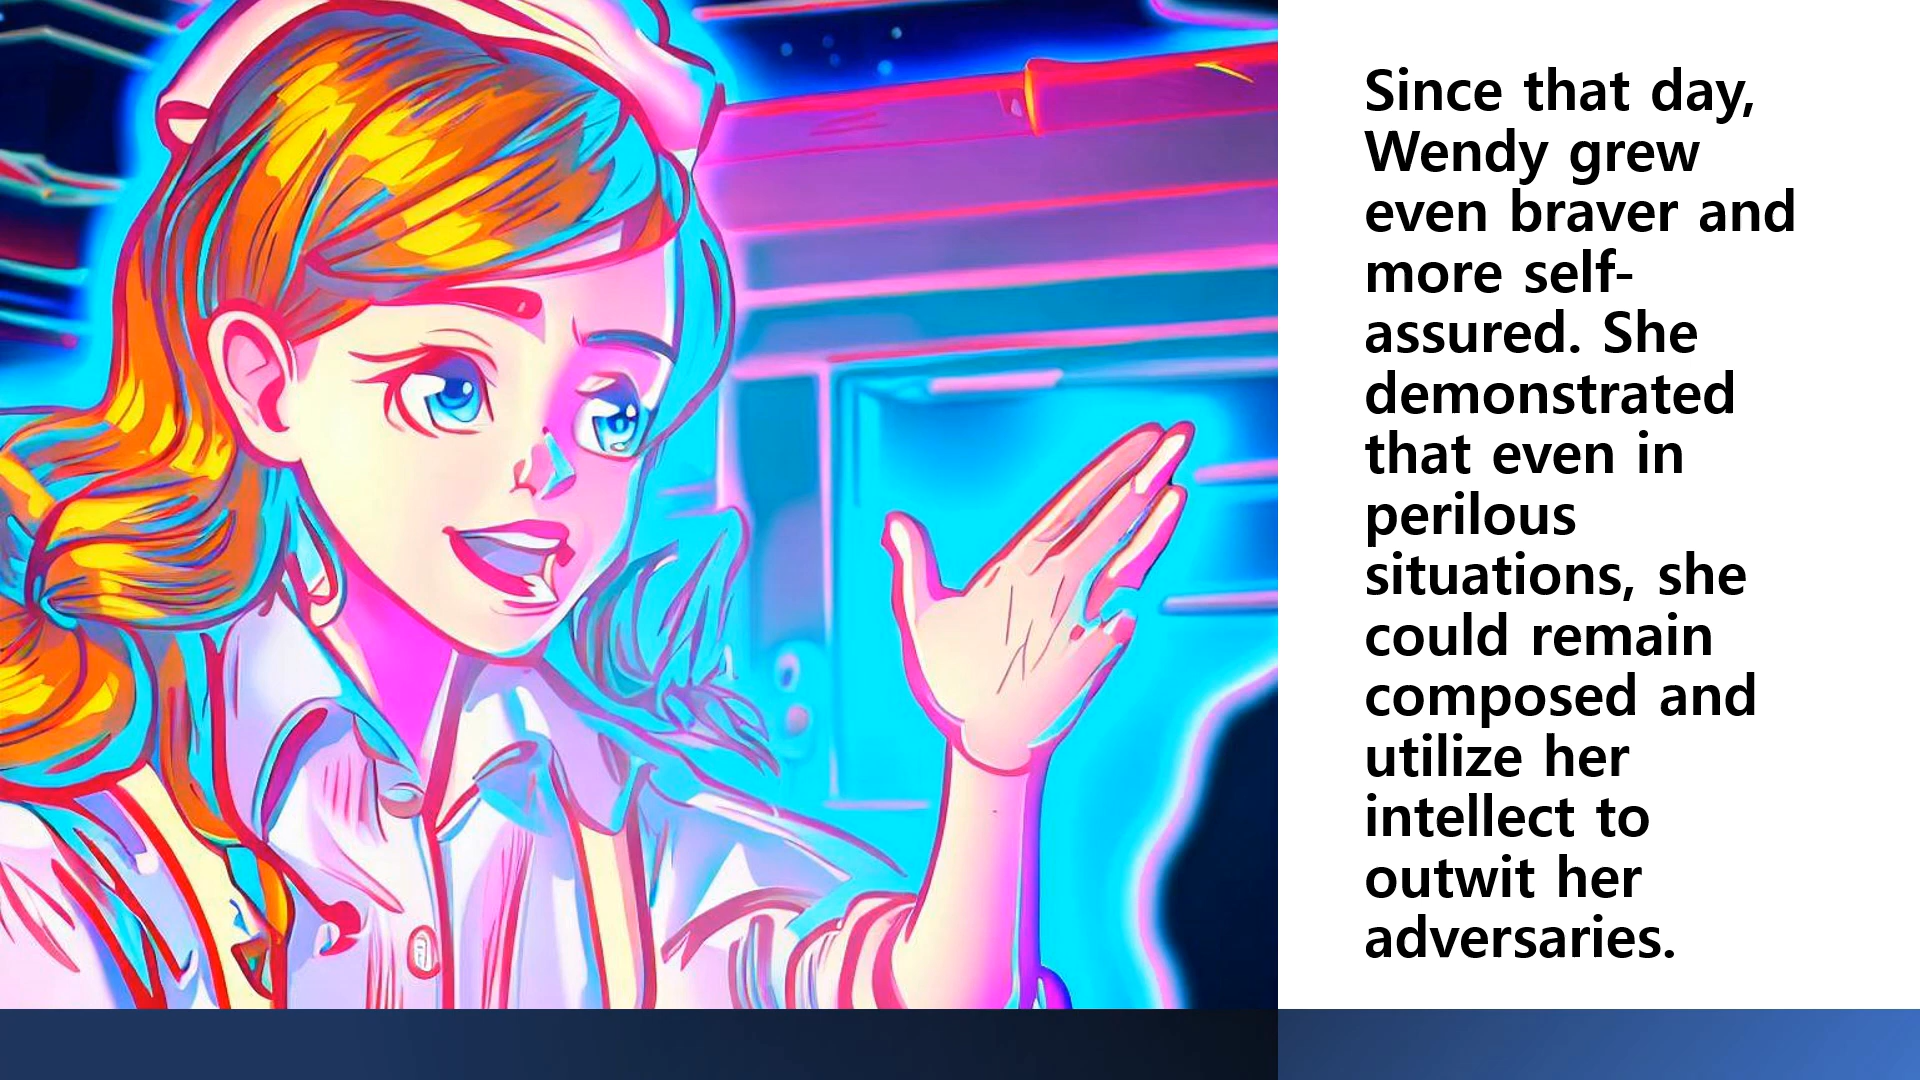 Since that day,
Wendy grew
even braver and
more self-
assured. She
demonstrated
that even in
perilous
situations, she
could remain
composed and
utilize her
intellect to
outwit her
adversaries.